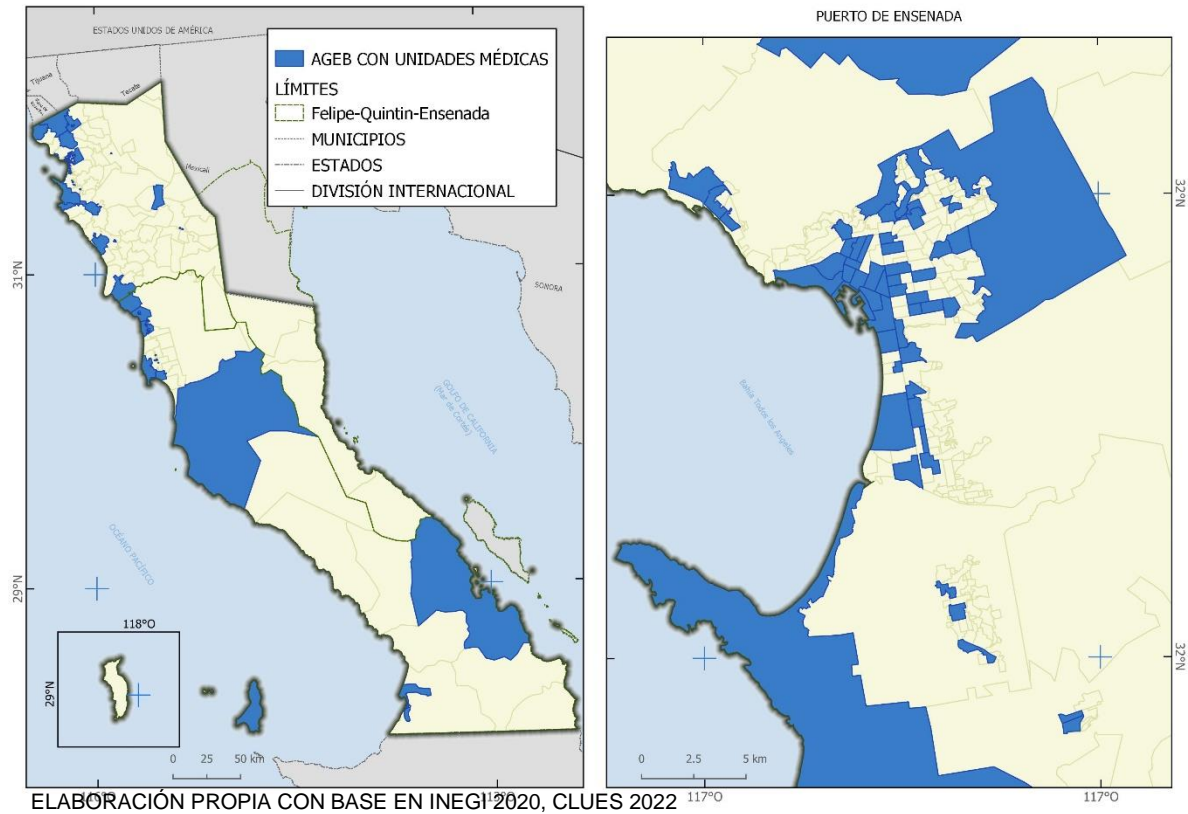 PUERTO DE ENSENADA
ESTADOS UNIDOS DE AMÉRICA
AGEB CON UNIDADES MÉDICAS
LÍMITES
Felipe-Quintin-Ensenada
MUNICIPIOS
ESTADOS
DIVISIÓN INTERNACIONAL
Tijuana
Tecate
Mexicali
SONORA
GOLFO DE CALIFORNIA
(Mar de Cortés)
OCÉANO PACÍFICO
31°N
29°N
118°O
29°N
0 25 50 km
116°O
113°O
32°N
Bahía Todos los Angeles
32°N
0 2.5 5 km
117°O
117°O
ELABORACIÓN PROPIA CON BASE EN INEGI 2020, CLUES 2022